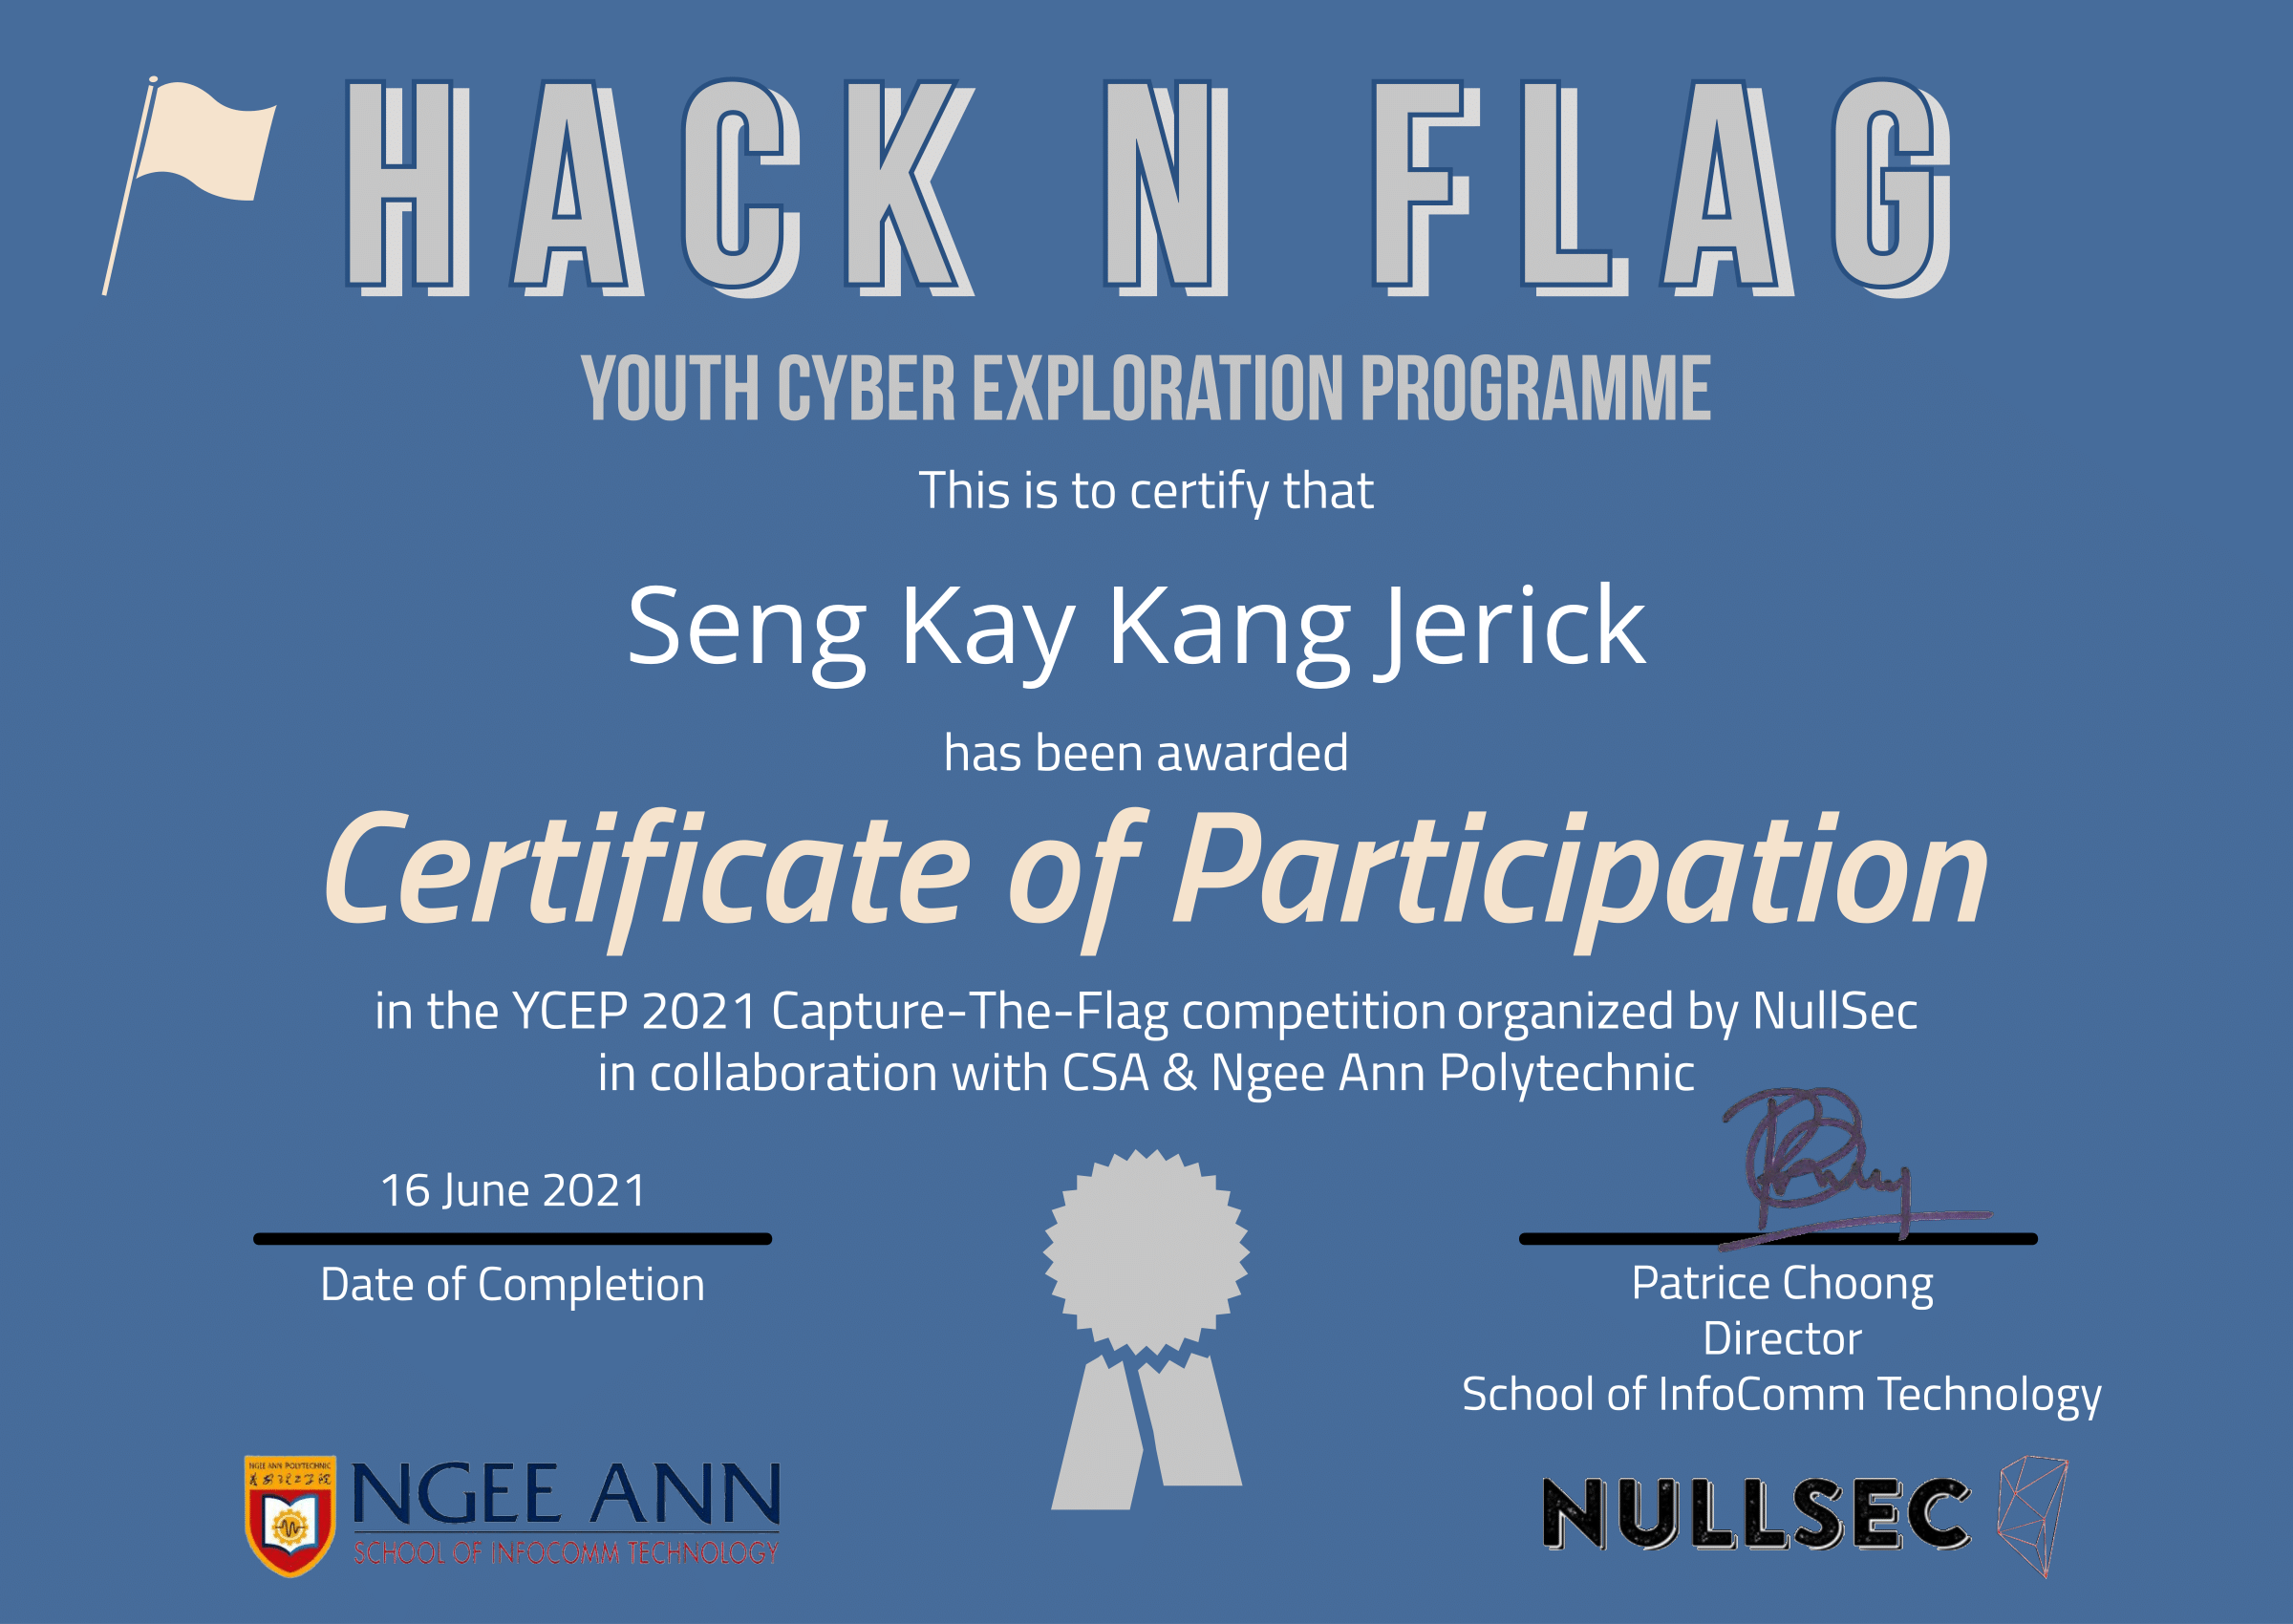 HACK N FLAG
YOUTH CYBER EXPLORATION PROGRAMME
This is to certify that
Seng Kay Kang Jerick
has been awarded
Certificate of Participation
in the YCEP 2021 Capture-The-Flag competition organized by NullSec
in collaboration with CSA & Ngee Ann Polytechnic
16 June 2021
Date of Completion
Patrice Choong
Director
School of InfoComm Technology
NGEE ANN POLYTECHNIC
NGEE ANN
SCHOOL OF INFOCOMM TECHNOLOGY
NULLSEC